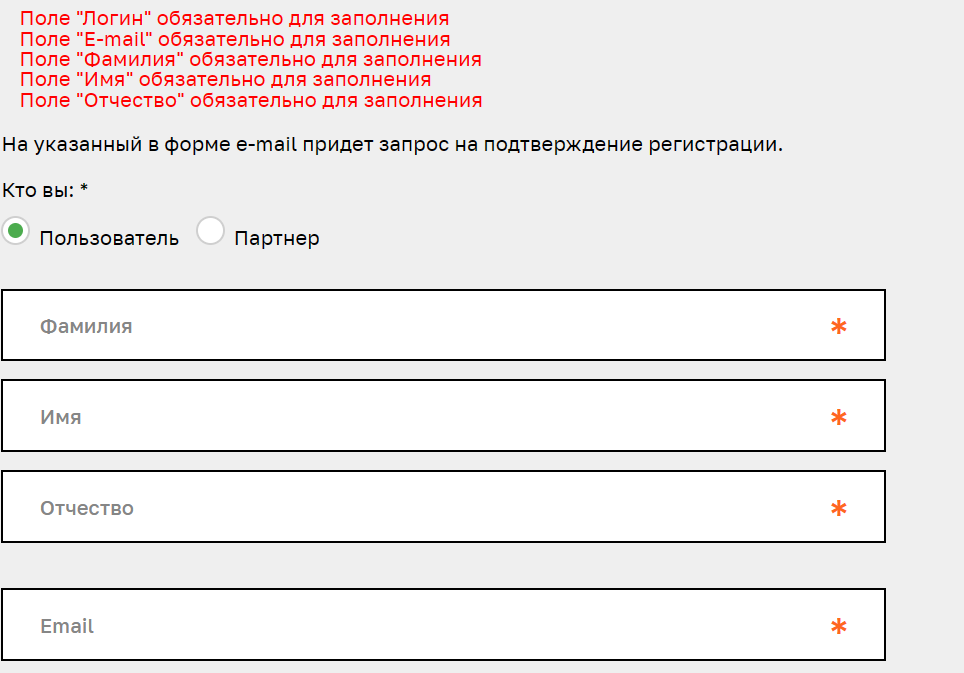 Поле "Логин" обязательно для заполнения
Поле "E-mail" обязательно для заполнения
Поле "Фамилия" обязательно для заполнения
Поле "Имя" обязательно для заполнения
Поле "Отчество" обязательно для заполнения
На указанный в форме e-mail придет запрос на подтверждение регистрации.
Кто вы: *
Пользователь Партнер
Фамилия *
Имя *
Отчество *
Email *